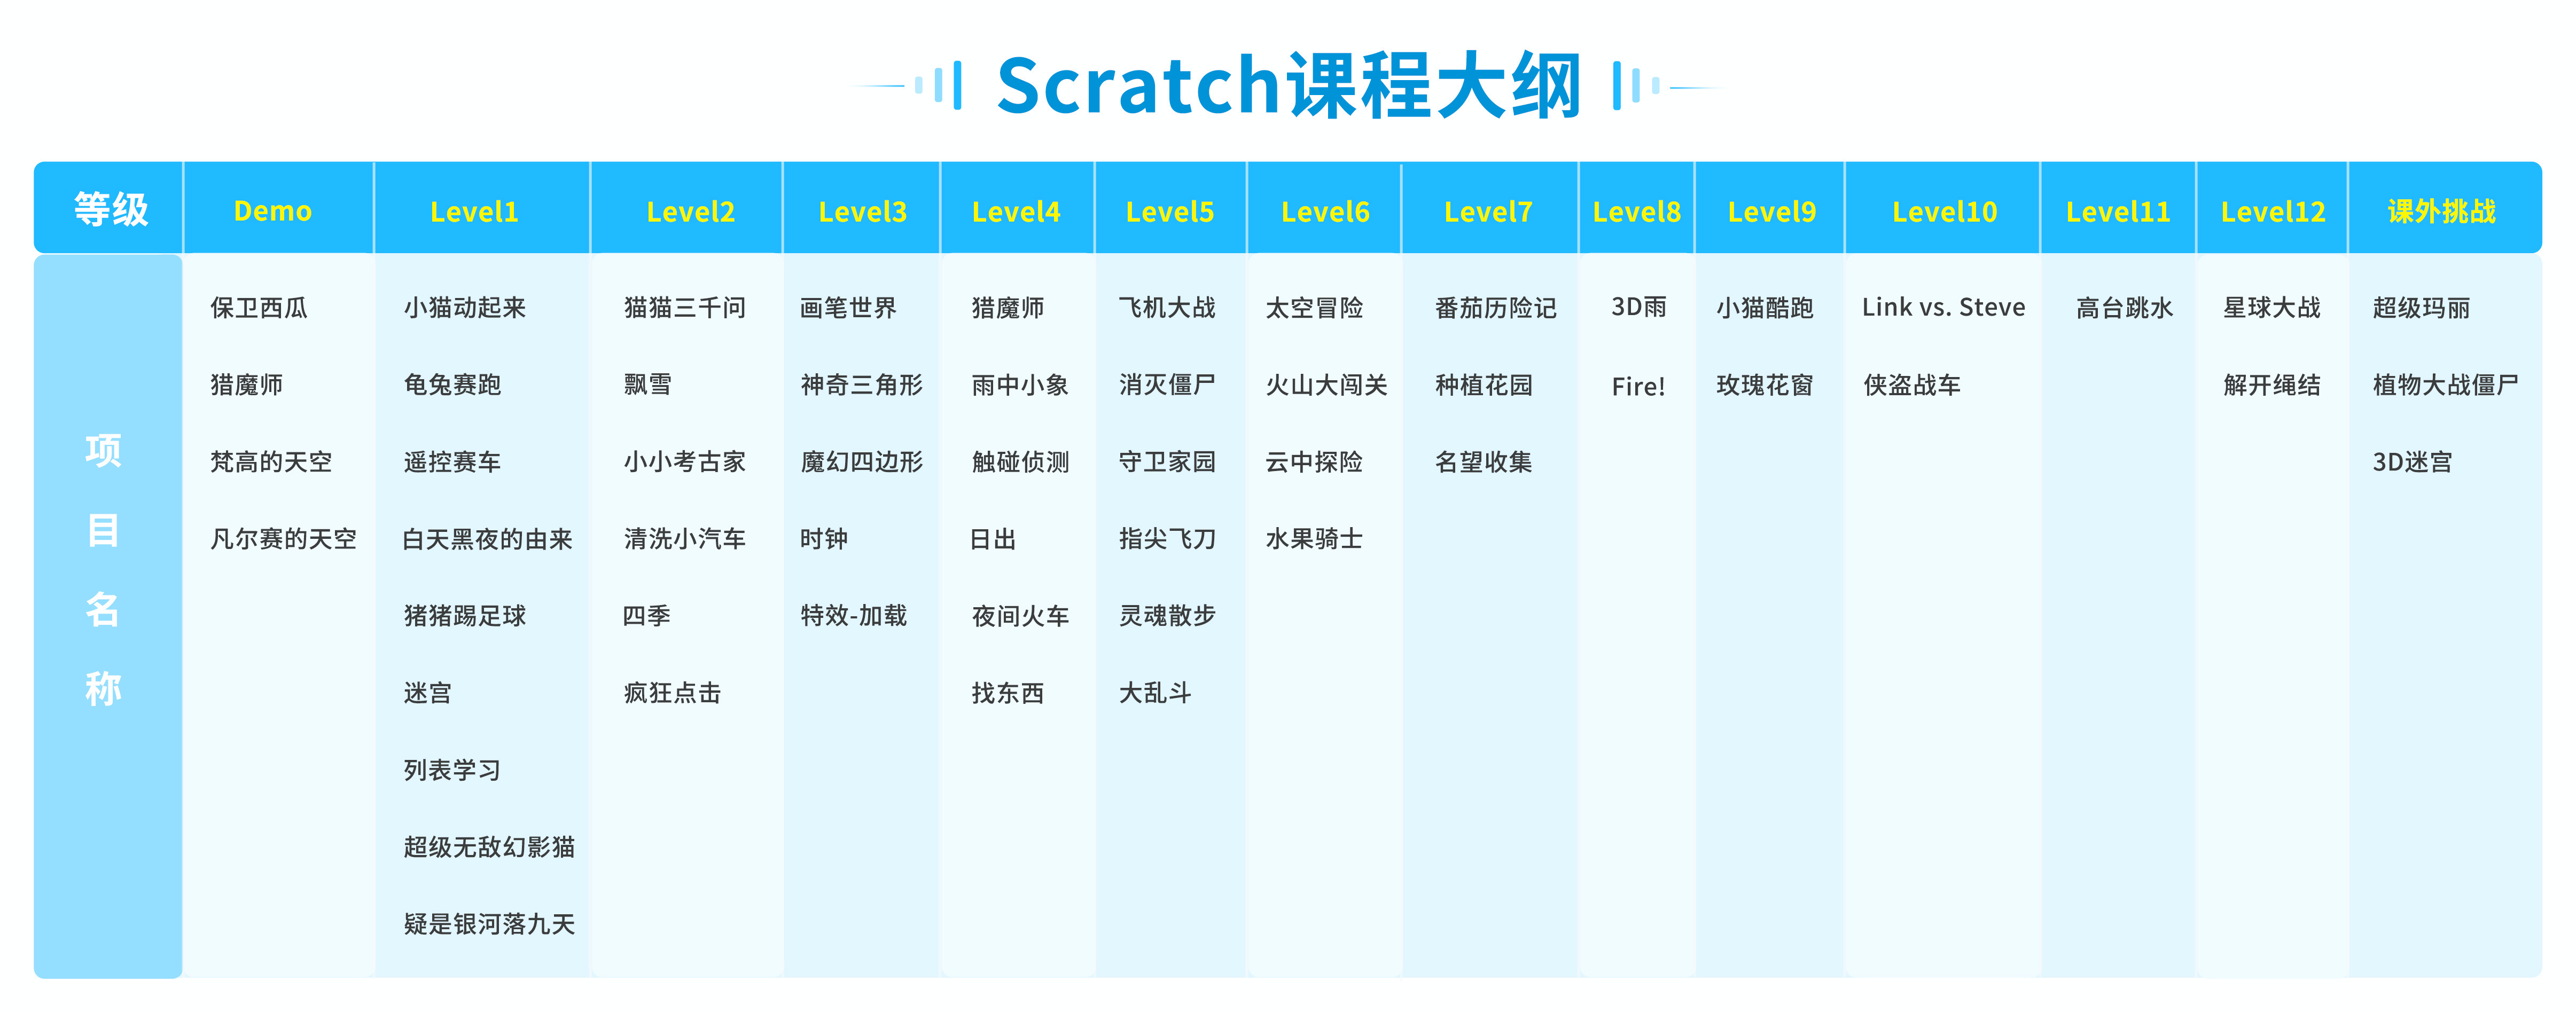 Scratch课程大纲
等级 Demo Level1 Level2 Level3 Level4 Level5 Level6 Level7 Level8 Level9 Level10 Level11 Level12 课外挑战
项目名称
保卫西瓜 小猫动起来 猫猫三千问 画笔世界 猎魔师 飞机大战 太空冒险 番茄历险记 3D雨 小猫酷跑 Link vs. Steve 高台跳水 星球大战 超级玛丽
猎魔师 龟兔赛跑 飘雪 神奇三角形 雨中小象 消灭僵尸 火山大闯关 种植花园 Fire! 玫瑰花窗 侠盗战车 解开绳结 植物大战僵尸
梵高的天空 遥控赛车 小小考古家 魔幻四边形 触碰侦测 守卫家园 云中探险 名望收集 3D迷宫
凡尔赛的天空 白天黑夜的由来 清洗小汽车 时钟 日出 指尖飞刀 水果骑士
猪猪踢足球 四季 特效-加载 夜间火车 灵魂散步
迷宫 疯狂点击 找东西 大乱斗
列表学习
超级无敌幻影猫
疑是银河落九天